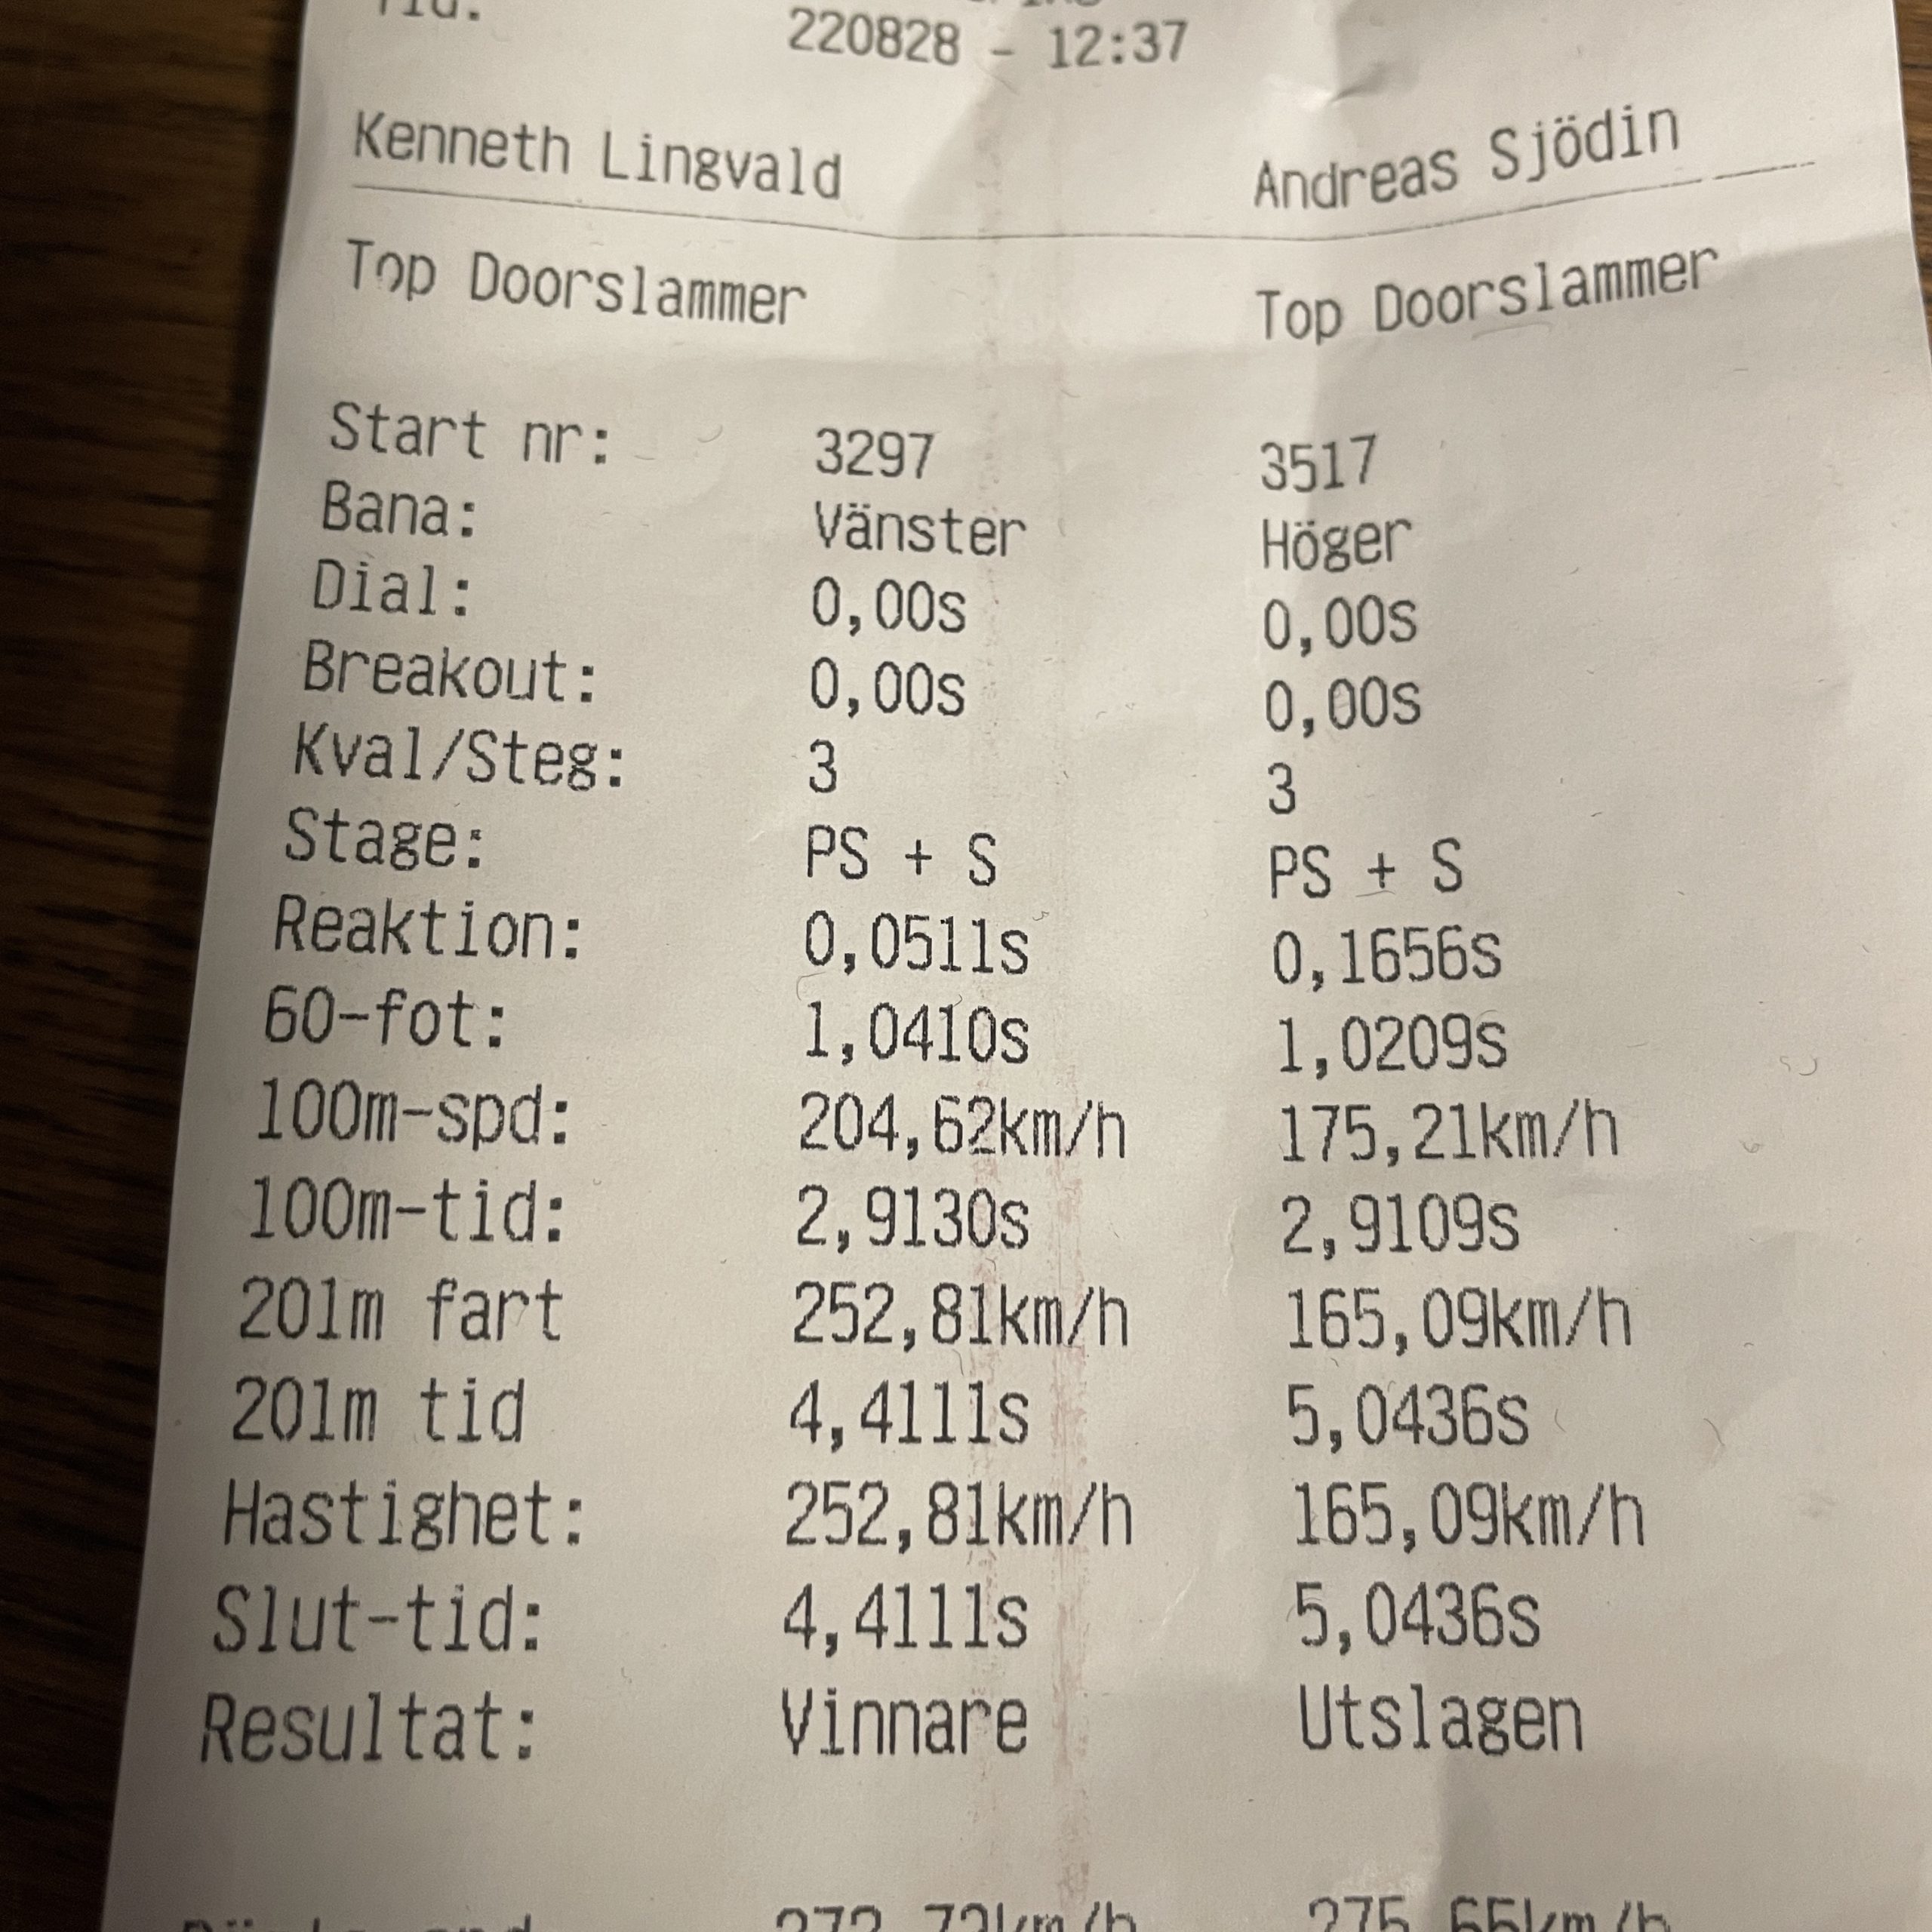 Tid:
220828 - 12:37
Kenneth Lingvald Andreas Sjödin
Top Doorslammer Top Doorslammer
Start nr: 3297 3517
Bana: Vänster Höger
Dial: 0,00s 0,00s
Breakout: 0,00s 0,00s
Kval/Steg: 3 3
Stage: PS + S PS + S
Reaktion: 0,0511s 0,1656s
60-fot: 1,0410s 1,0209s
100m-spd: 204,62km/h 175,21km/h
100m-tid: 2,9130s 2,9109s
201m fart 252,81km/h 165,09km/h
201m tid 4,4111s 5,0436s
Hastighet: 252,81km/h 165,09km/h
Slut-tid: 4,4111s 5,0436s
Resultat: Vinnare Utslagen
275,65km/h